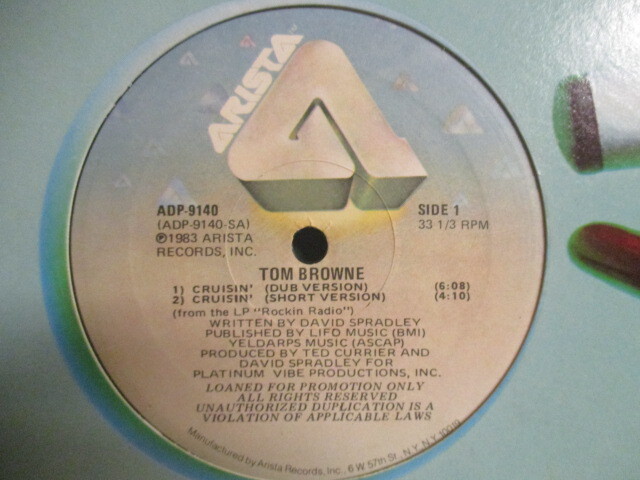 ARISTA
ADP-9140
(ADP-9140-SA)
℗1983 ARISTA
RECORDS, INC.
SIDE 1
33 1/3 RPM
TOM BROWNE
1) CRUISIN' (DUB VERSION) (6:08)
2) CRUISIN' (SHORT VERSION) (4:10)
(from the LP "Rockin Radio")
WRITTEN BY DAVID SPRADLEY
PUBLISHED BY LIFO MUSIC (BMI)
YELDARPS MUSIC (ASCAP)
PRODUCED BY TED CURRIER AND
DAVID SPRADLEY FOR
PLATINUM VIBE PRODUCTIONS, INC.
LOANED FOR PROMOTION ONLY
ALL RIGHTS RESERVED
UNAUTHORIZED DUPLICATION IS A
VIOLATION OF APPLICABLE LAWS
Manufactured by Arista Records, Inc., 6 W 57th St., N.Y. N.Y. 10019